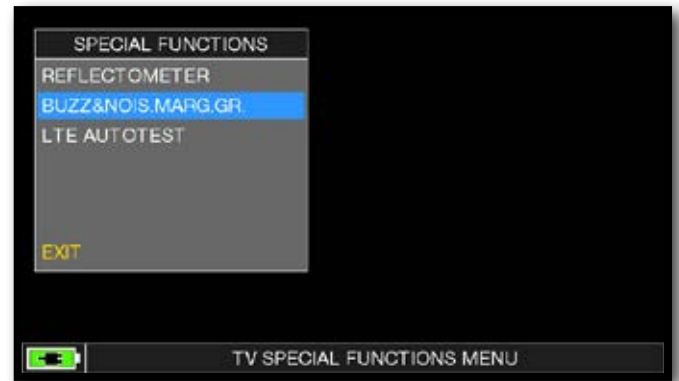 SPECIAL FUNCTIONS
REFLECTOMETER
BUZZ&NOIS.MARG.GR.
LTE AUTOTEST
EXIT
TV SPECIAL FUNCTIONS MENU